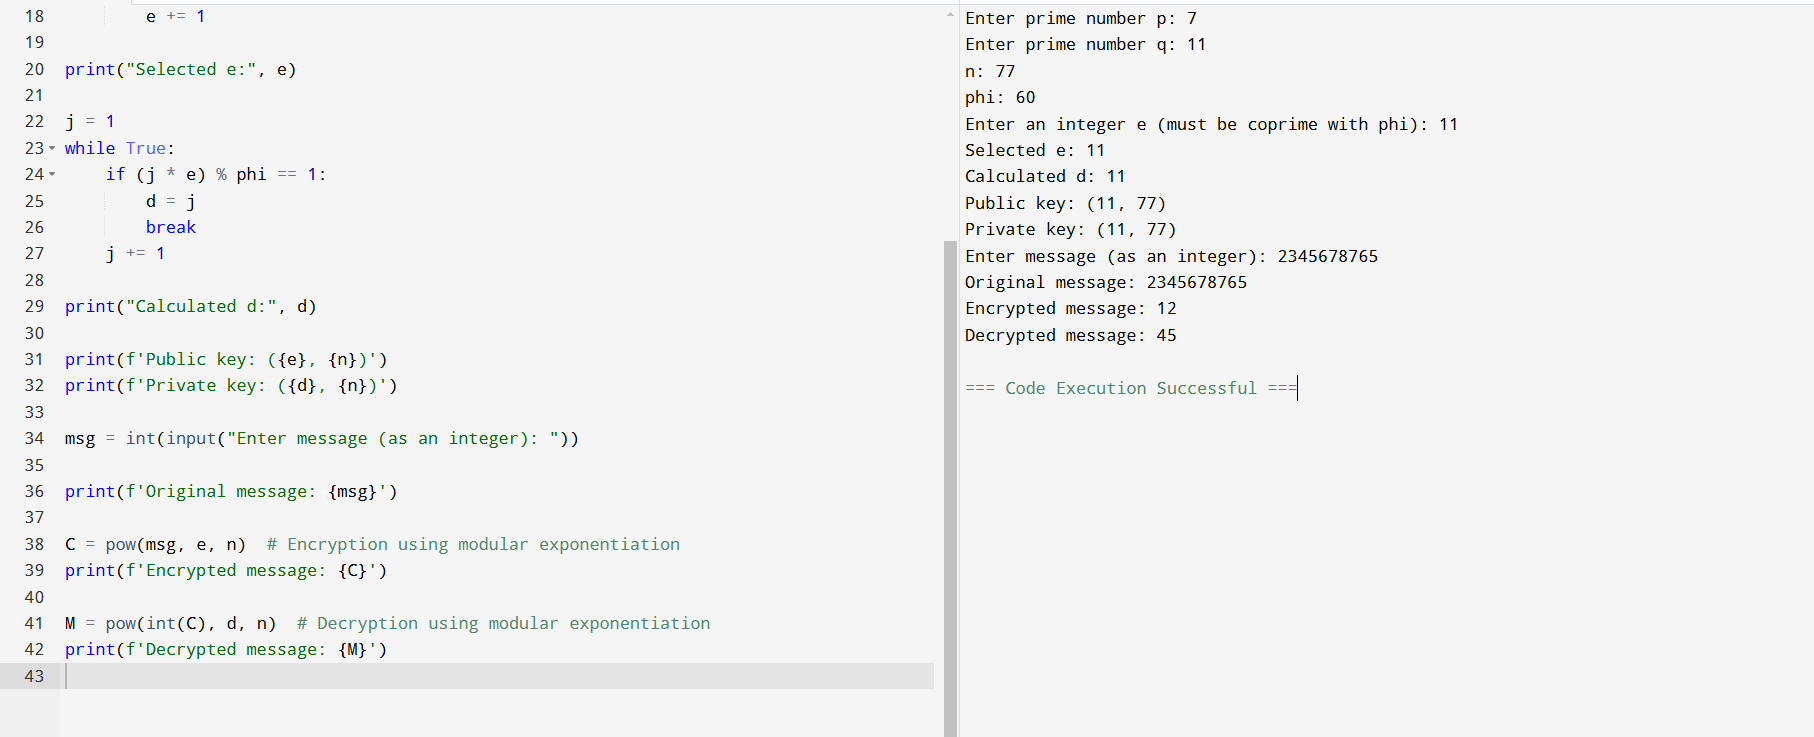 18 e += 1
19
20 print("Selected e:", e)
21
22 j = 1
23 while True:
24 if (j * e) % phi == 1:
25 d = j
26 break
27 j += 1
28
29 print("Calculated d:", d)
30
31 print(f'Public key: ({e}, {n})')
32 print(f'Private key: ({d}, {n})')
33
34 msg = int(input("Enter message (as an integer): "))
35
36 print(f'Original message: {msg}')
37
38 C = pow(msg, e, n)  # Encryption using modular exponentiation
39 print(f'Encrypted message: {C}')
40
41 M = pow(int(C), d, n)  # Decryption using modular exponentiation
42 print(f'Decrypted message: {M}')
43
Enter prime number p: 7
Enter prime number q: 11
n: 77
phi: 60
Enter an integer e (must be coprime with phi): 11
Selected e: 11
Calculated d: 11
Public key: (11, 77)
Private key: (11, 77)
Enter message (as an integer): 2345678765
Original message: 2345678765
Encrypted message: 12
Decrypted message: 45
=== Code Execution Successful ===